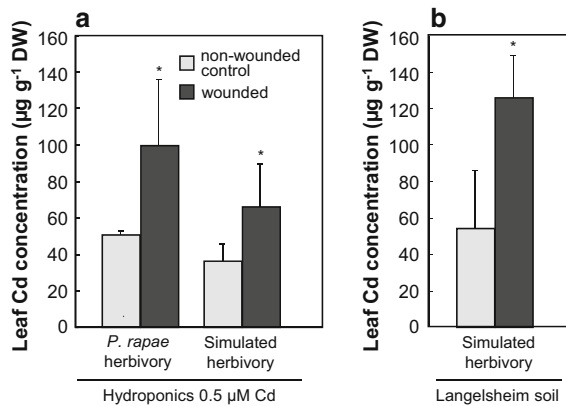 a
b
Leaf Cd concentration (µg g⁻¹ DW)
160
140
120
100
80
60
40
20
0
non-wounded
control
wounded
*
*
P. rapae
herbivory
Simulated
herbivory
Hydroponics 0.5 µM Cd
Leaf Cd concentration (µg g⁻¹ DW)
160
140
120
100
80
60
40
20
0
*
Simulated
herbivory
Langelsheim soil